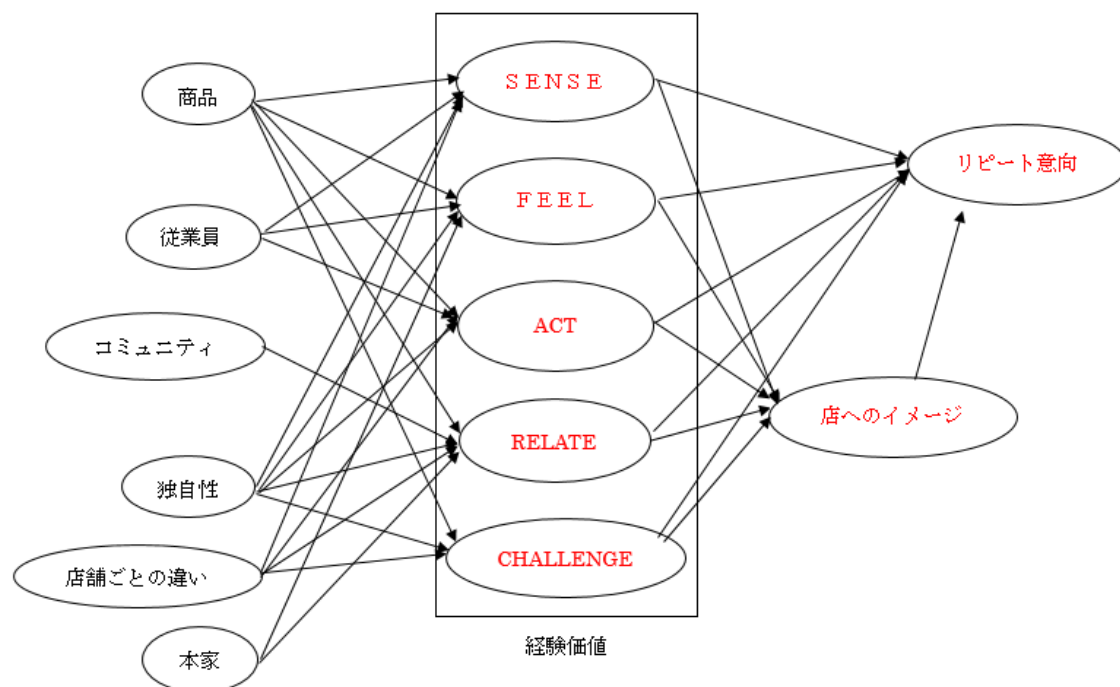 商品
従業員
コミュニティ
独自性
店舗ごとの違い
本家
ＳＥＮＳＥ
ＦＥＥＬ
ACT
RELATE
CHALLENGE
経験価値
リピート意向
店へのイメージ